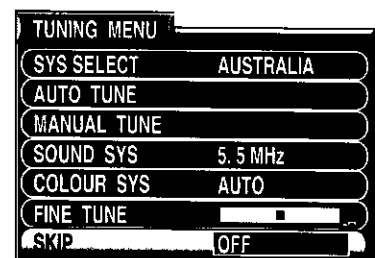 TUNING MENU
SYS SELECT AUSTRALIA
AUTO TUNE
MANUAL TUNE
SOUND SYS 5.5 MHz
COLOUR SYS AUTO
FINE TUNE
SKIP OFF